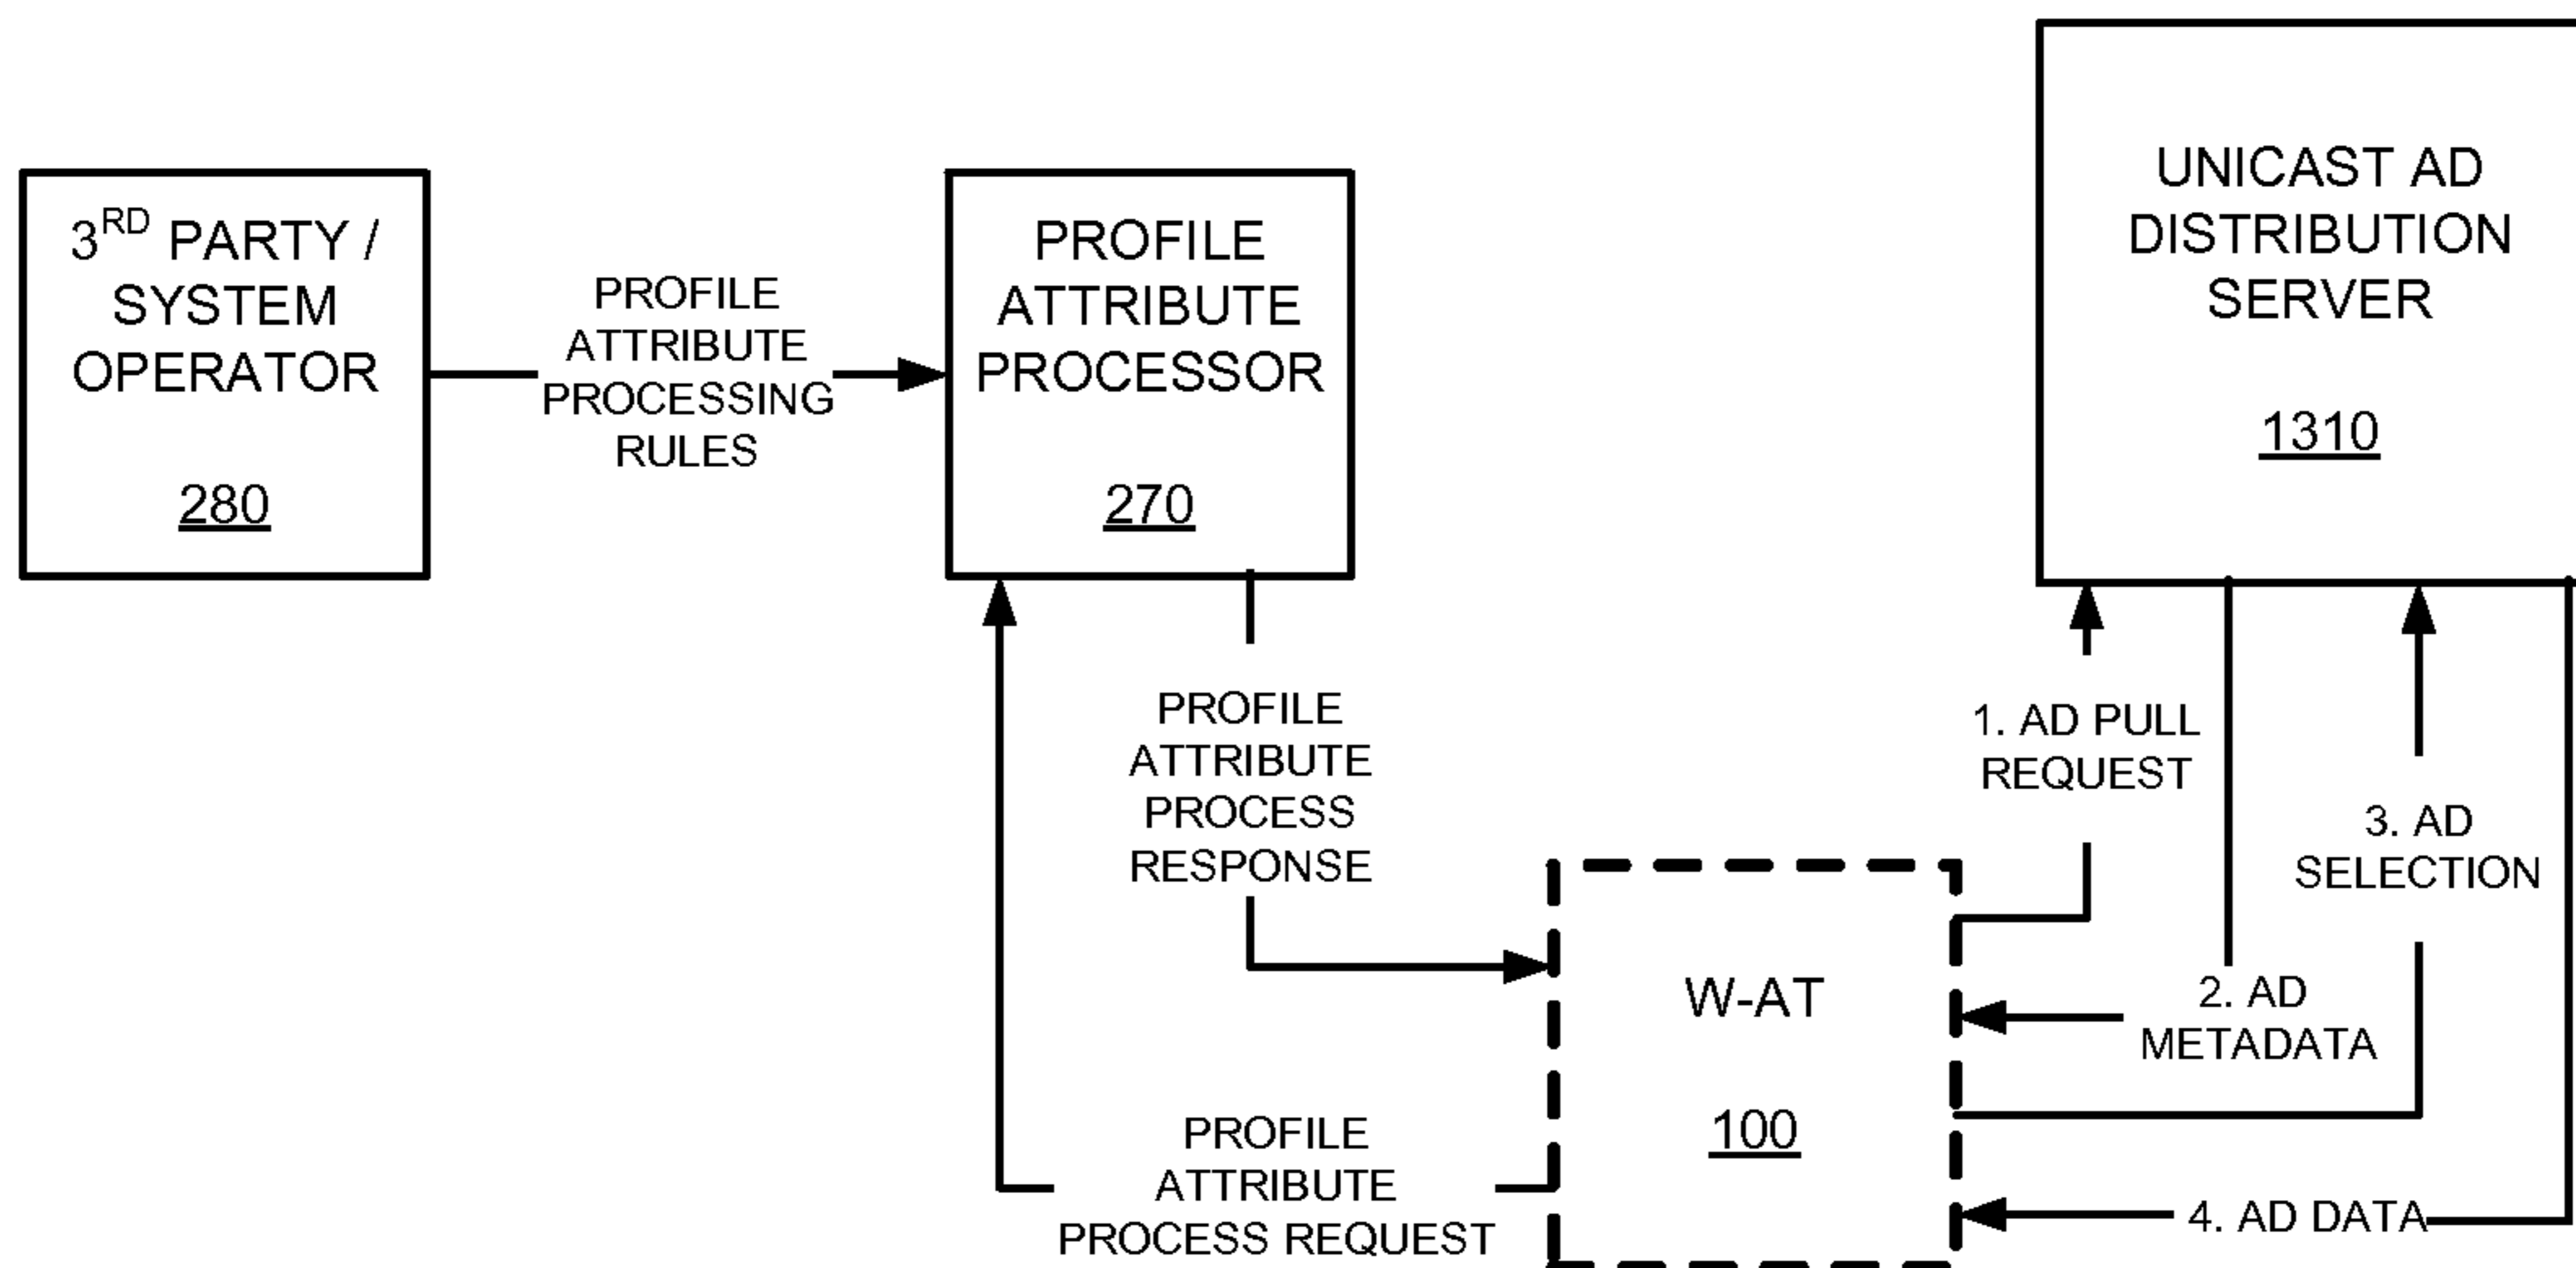 3RD PARTY /
SYSTEM
OPERATOR
280
PROFILE
ATTRIBUTE
PROCESSING
RULES
PROFILE
ATTRIBUTE
PROCESSOR
270
UNICAST AD
DISTRIBUTION
SERVER
1310
PROFILE
ATTRIBUTE
PROCESS
RESPONSE
1. AD PULL
REQUEST
3. AD
SELECTION
2. AD
METADATA
W-AT
100
PROFILE
ATTRIBUTE
PROCESS REQUEST
4. AD DATA